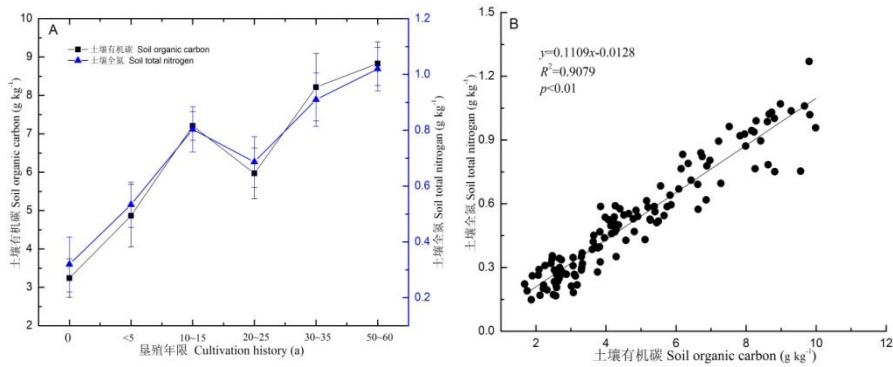 A
土壤有机碳 Soil organic carbon
土壤全氮 Soil total nitrogen
土壤有机碳 Soil organic carbon (g kg⁻¹)
10
9
8
7
6
5
4
3
2
土壤全氮 Soil total nitrogan (g kg⁻¹)
1.2
1.0
0.8
0.6
0.4
0.2
0 <5 10~15 20~25 30~35 50~60
垦殖年限 Cultivation history (a)
B
y=0.1109x-0.0128
R²=0.9079
p<0.01
土壤全氮 Soil total nitrogan (g kg⁻¹)
1.5
1.2
0.9
0.6
0.3
0.0
2 4 6 8 10 12
土壤有机碳 Soil organic carbon (g kg⁻¹)